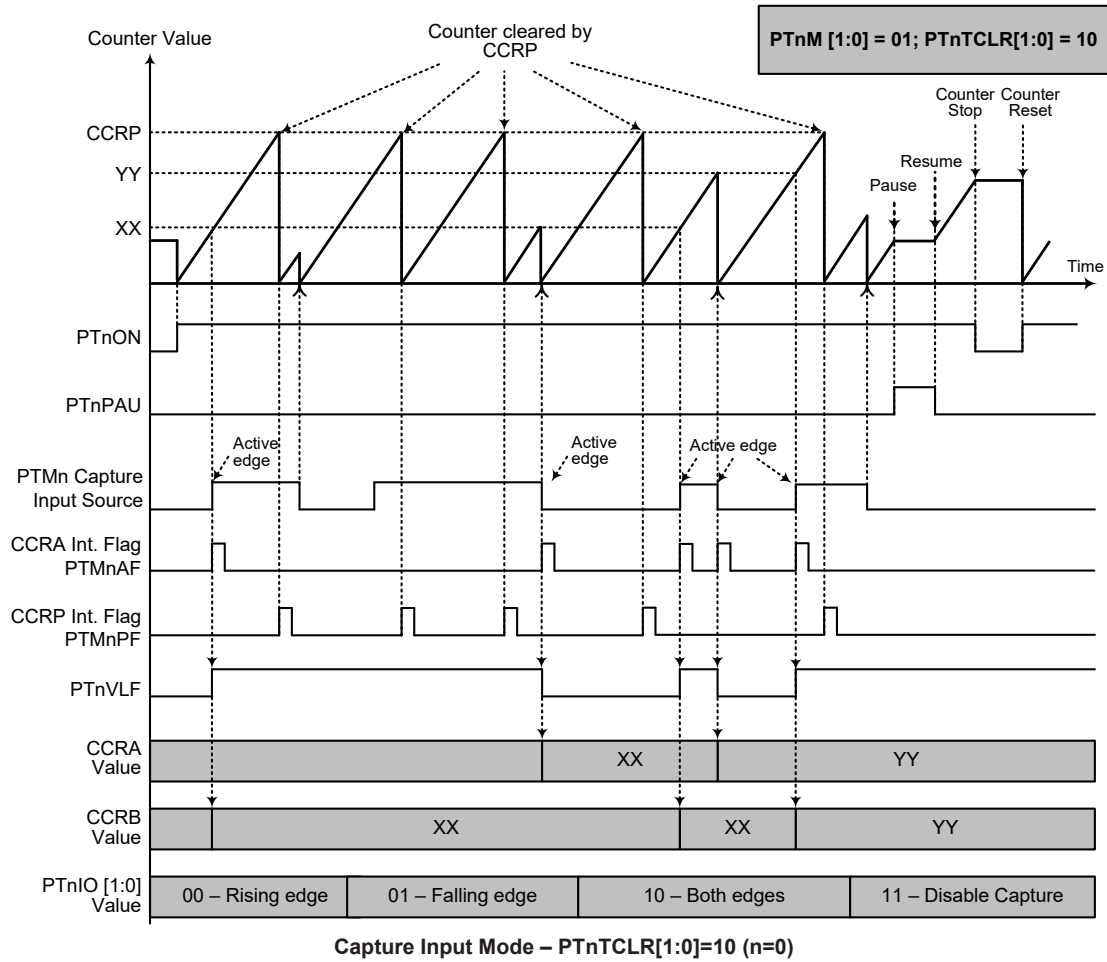 Counter Value
Counter cleared by
CCRP
PTnM [1:0] = 01; PTnTCLR[1:0] = 10
Counter
Stop
Counter
Reset
CCRP
YY
Resume
Pause
XX
Time
PTnON
PTnPAU
Active
edge
Active
edge
Active edge
PTMn Capture
Input Source
CCRA Int. Flag
PTMnAF
CCRP Int. Flag
PTMnPF
PTnVLF
CCRA
Value
XX
YY
CCRB
Value
XX
XX
YY
PTnIO [1:0]
Value
00 – Rising edge
01 – Falling edge
10 – Both edges
11 – Disable Capture
Capture Input Mode – PTnTCLR[1:0]=10 (n=0)